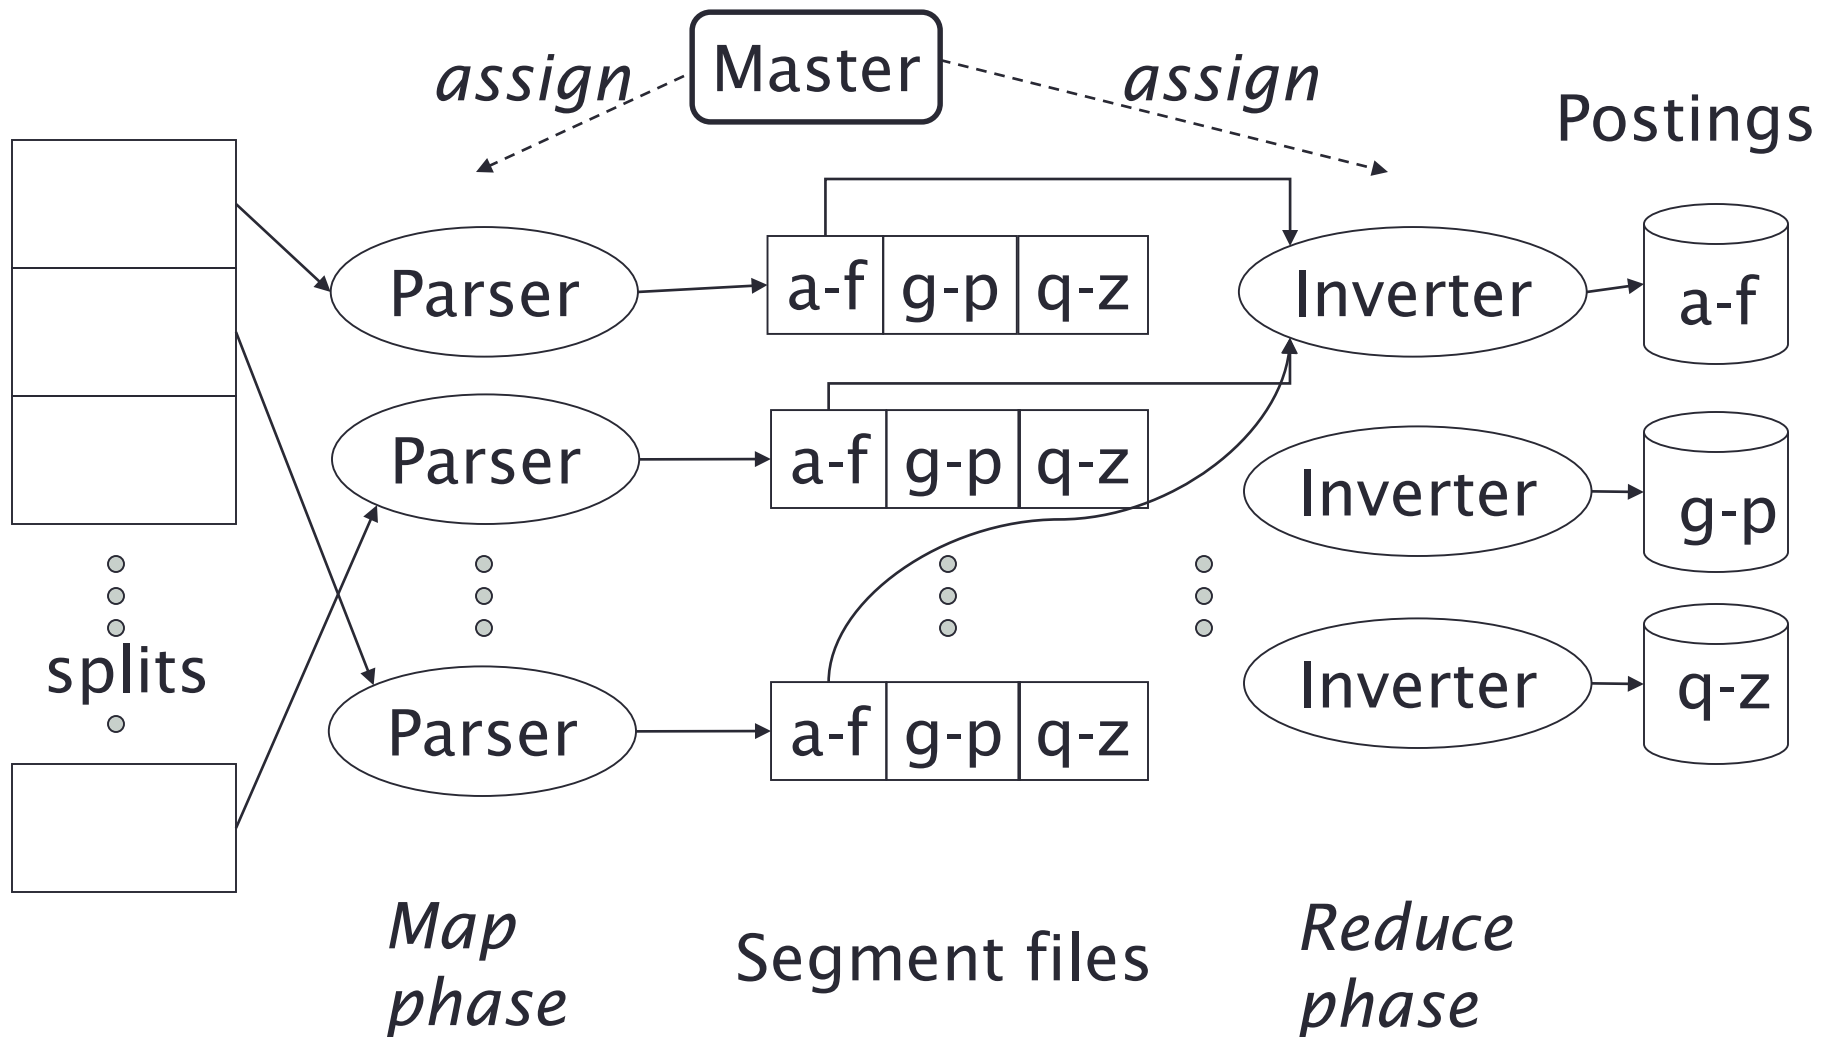 Master
assign
assign
Postings
Parser
a-f g-p q-z
Inverter
a-f
Parser
a-f g-p q-z
Inverter
g-p
splits
Parser
a-f g-p q-z
Inverter
q-z
Map
phase
Segment files
Reduce
phase